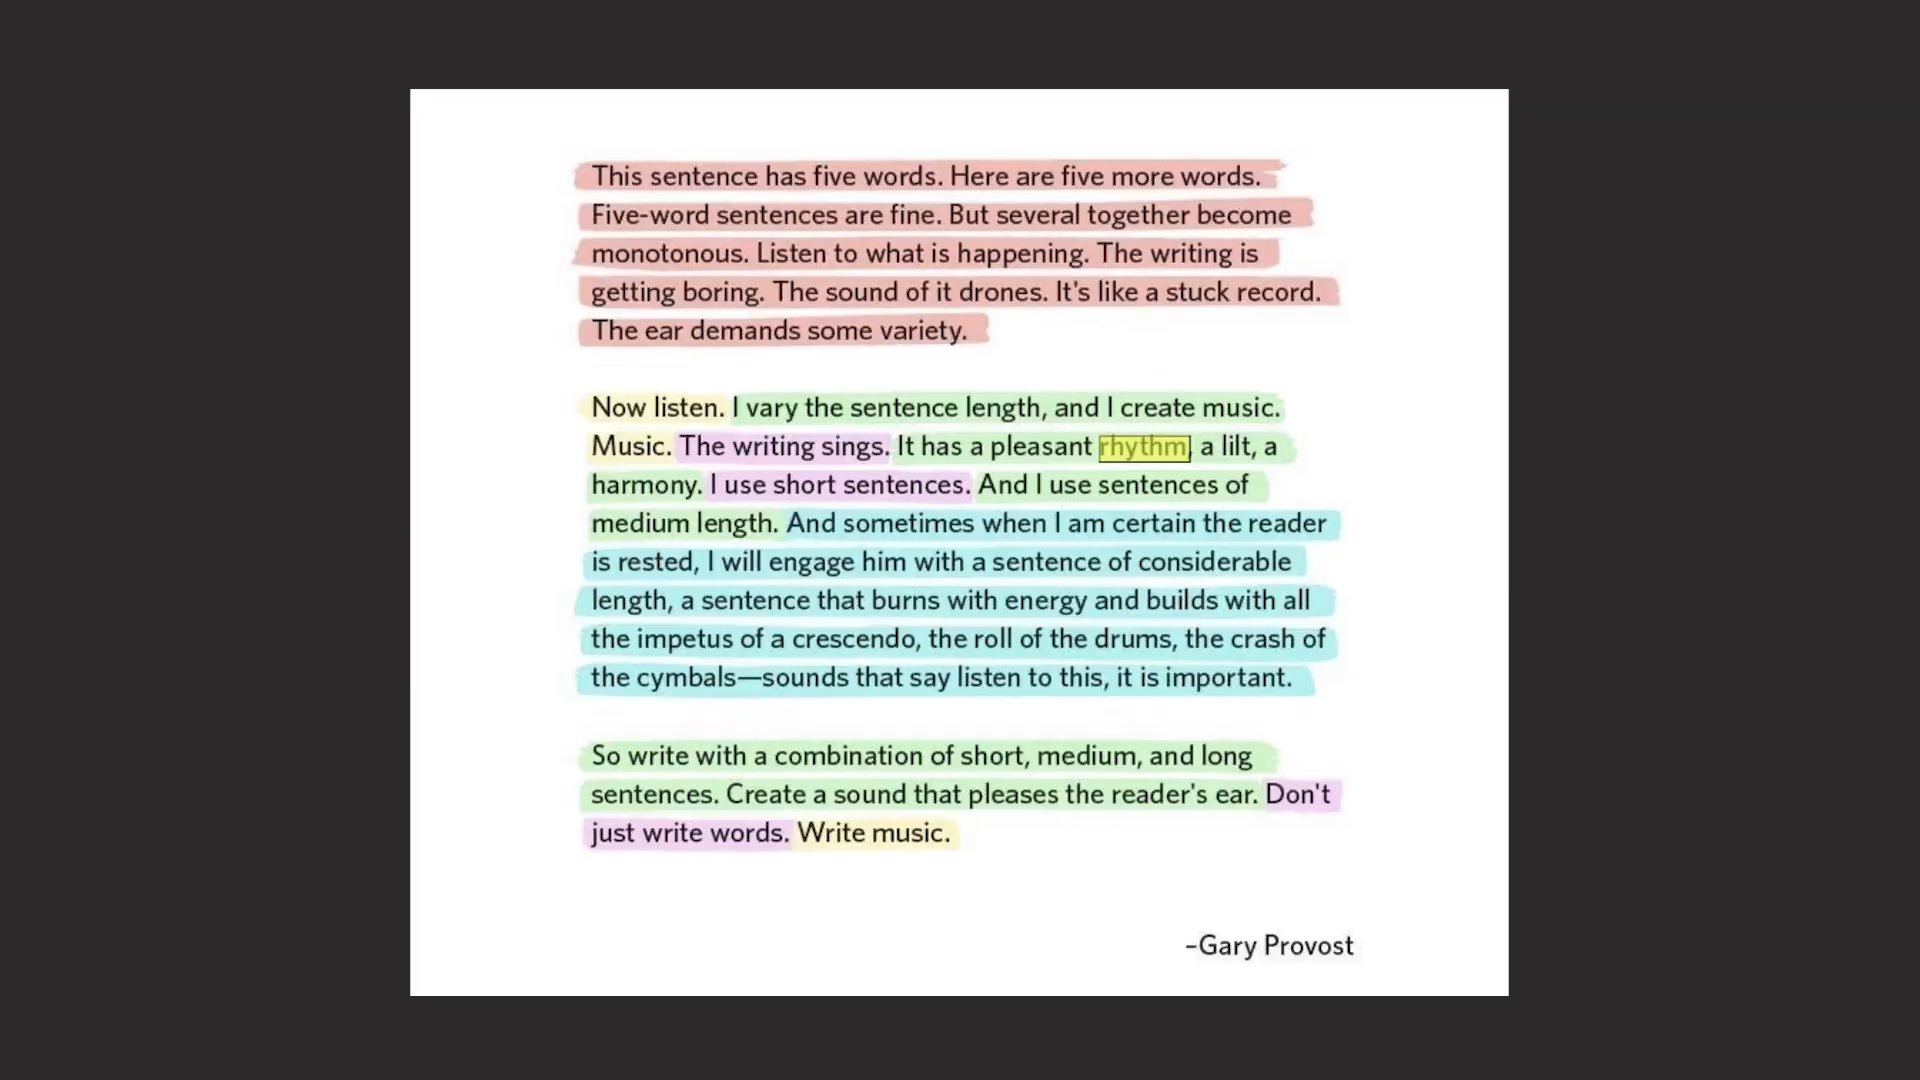 This sentence has five words. Here are five more words.
Five-word sentences are fine. But several together become
monotonous. Listen to what is happening. The writing is
getting boring. The sound of it drones. It's like a stuck record.
The ear demands some variety.
Now listen. I vary the sentence length, and I create music.
Music. The writing sings. It has a pleasant rhythm, a lilt, a
harmony. I use short sentences. And I use sentences of
medium length. And sometimes when I am certain the reader
is rested, I will engage him with a sentence of considerable
length, a sentence that burns with energy and builds with all
the impetus of a crescendo, the roll of the drums, the crash of
the cymbals—sounds that say listen to this, it is important.
So write with a combination of short, medium, and long
sentences. Create a sound that pleases the reader's ear. Don't
just write words. Write music.
–Gary Provost